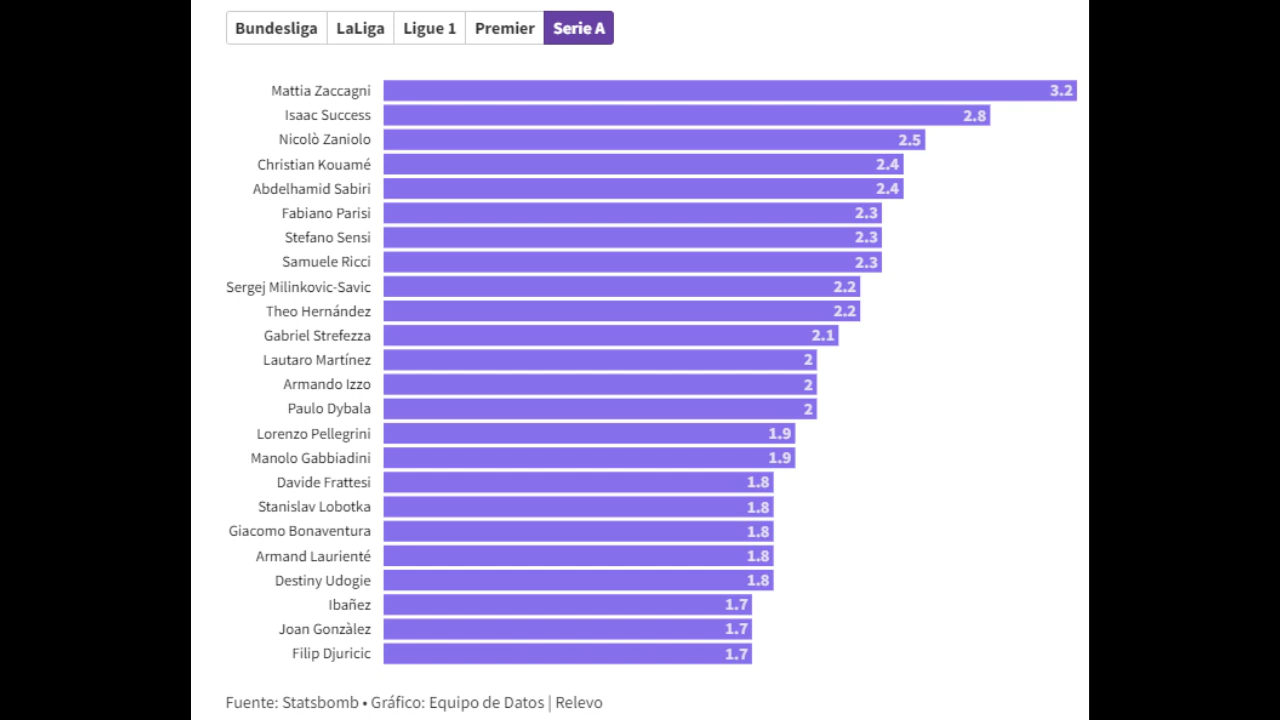 Bundesliga LaLiga Ligue 1 Premier Serie A
Mattia Zaccagni 3.2
Isaac Success 2.8
Nicolò Zaniolo 2.5
Christian Kouamé 2.4
Abdelhamid Sabiri 2.4
Fabiano Parisi 2.3
Stefano Sensi 2.3
Samuele Ricci 2.3
Sergej Milinkovic-Savic 2.2
Theo Hernández 2.2
Gabriel Strefezza 2.1
Lautaro Martínez 2
Armando Izzo 2
Paulo Dybala 2
Lorenzo Pellegrini 1.9
Manolo Gabbiadini 1.9
Davide Frattesi 1.8
Stanislav Lobotka 1.8
Giacomo Bonaventura 1.8
Armand Laurienté 1.8
Destiny Udogie 1.8
Ibañez 1.7
Joan Gonzàlez 1.7
Filip Djuricic 1.7
Fuente: Statsbomb • Gráfico: Equipo de Datos | Relevo